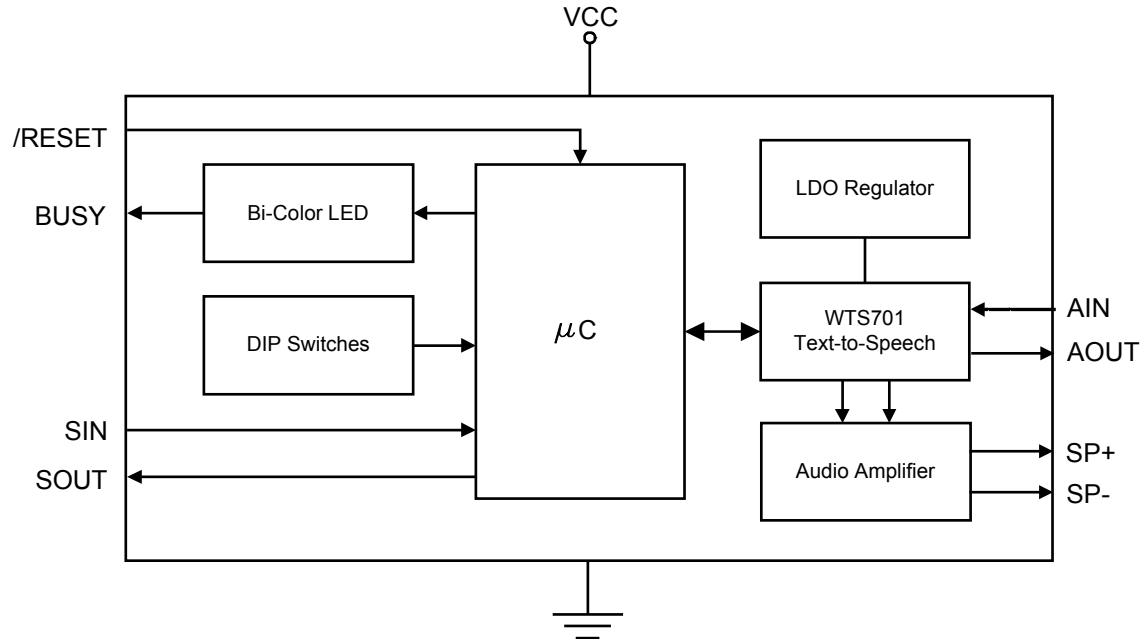 VCC
/RESET
BUSY
Bi-Color LED
DIP Switches
SIN
SOUT
μC
LDO Regulator
WTS701
Text-to-Speech
AIN
AOUT
Audio Amplifier
SP+
SP-